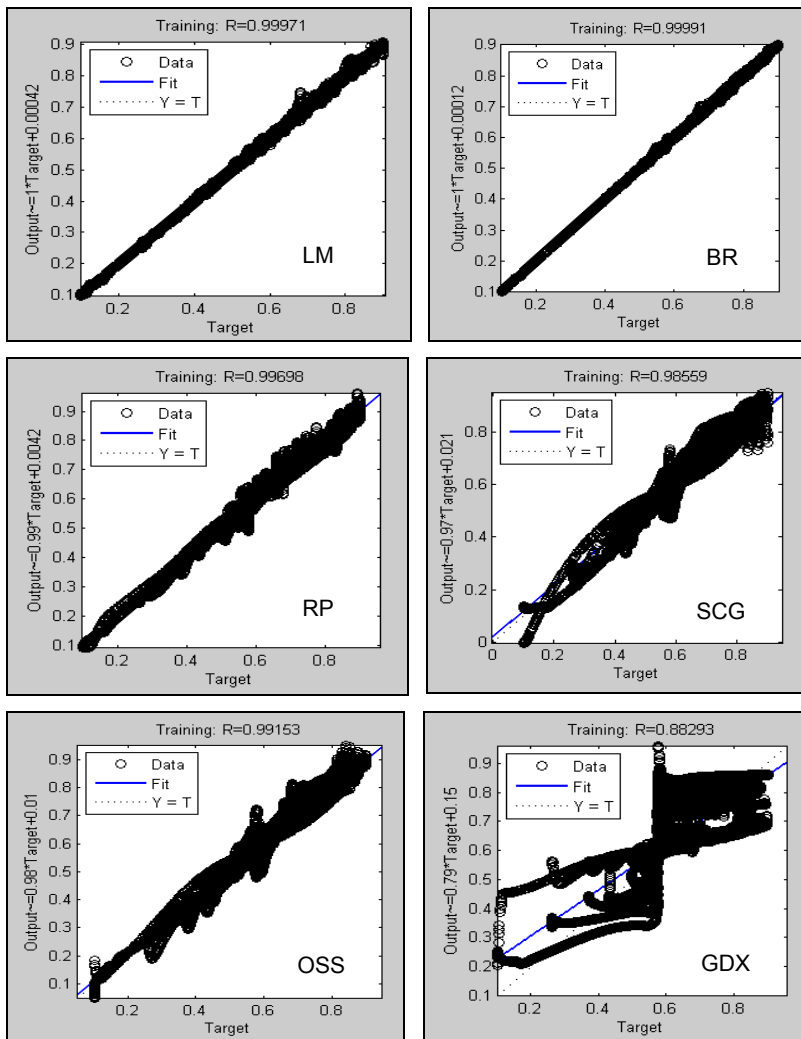 Training: R=0.99971
Output~=1*Target+0.00042
0.9
0.8
0.7
0.6
0.5
0.4
0.3
0.2
0.1
Data
Fit
Y = T
LM
0.2 0.4 0.6 0.8
Target
Training: R=0.99991
Output~=1*Target+0.00012
0.9
0.8
0.7
0.6
0.5
0.4
0.3
0.2
0.1
Data
Fit
Y = T
BR
0.2 0.4 0.6 0.8
Target
Training: R=0.99698
Output~=0.99*Target+0.0042
0.9
0.8
0.7
0.6
0.5
0.4
0.3
0.2
0.1
Data
Fit
Y = T
RP
0.2 0.4 0.6 0.8
Target
Training: R=0.98559
Output~=0.97*Target+0.021
0.8
0.6
0.4
0.2
0
Data
Fit
Y = T
SCG
0 0.2 0.4 0.6 0.8
Target
Training: R=0.99153
Output~=0.98*Target+0.01
0.9
0.8
0.7
0.6
0.5
0.4
0.3
0.2
0.1
Data
Fit
Y = T
OSS
0.2 0.4 0.6 0.8
Target
Training: R=0.88293
Output~=0.79*Target+0.15
0.9
0.8
0.7
0.6
0.5
0.4
0.3
0.2
0.1
Data
Fit
Y = T
GDX
0.2 0.4 0.6 0.8
Target